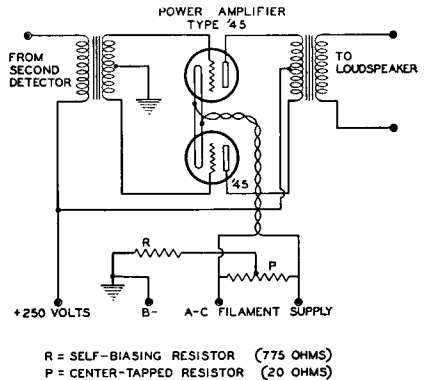 POWER AMPLIFIER
TYPE '45
FROM
SECOND
DETECTOR
TO
LOUDSPEAKER
'45
R
P
+250 VOLTS
B-
A-C FILAMENT SUPPLY
R = SELF-BIASING RESISTOR (775 OHMS)
P = CENTER-TAPPED RESISTOR (20 OHMS)